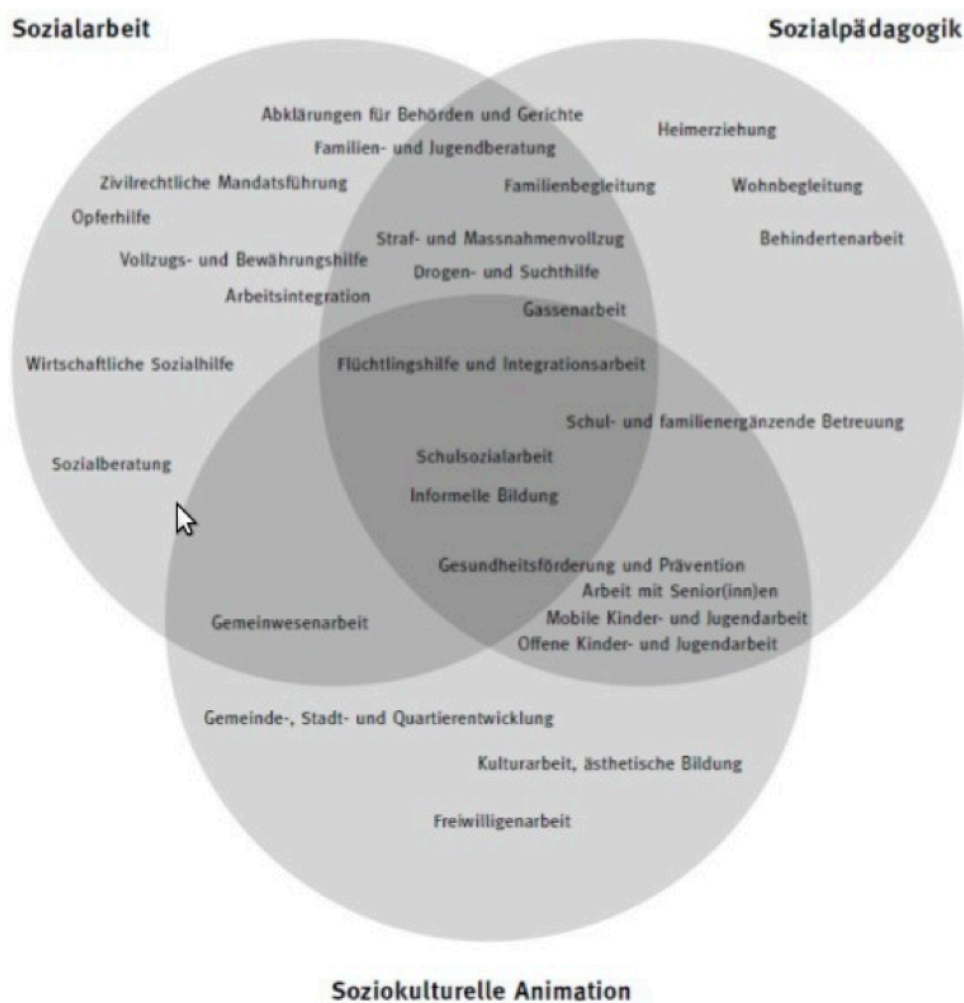 Sozialarbeit
Sozialpädagogik
Abklärungen für Behörden und Gerichte
Heimerziehung
Familien- und Jugendberatung
Zivilrechtliche Mandatsführung
Familienbegleitung
Wohnbegleitung
Opferhilfe
Straf- und Massnahmenvollzug
Behindertenarbeit
Vollzugs- und Bewährungshilfe
Drogen- und Suchthilfe
Arbeitsintegration
Gassenarbeit
Wirtschaftliche Sozialhilfe
Flüchtlingshilfe und Integrationsarbeit
Schul- und familienergänzende Betreuung
Sozialberatung
Schulsozialarbeit
Informelle Bildung
Gesundheitsförderung und Prävention
Arbeit mit Senior(inn)en
Gemeinwesenarbeit
Mobile Kinder- und Jugendarbeit
Offene Kinder- und Jugendarbeit
Gemeinde-, Stadt- und Quartierentwicklung
Kulturarbeit, ästhetische Bildung
Freiwilligenarbeit
Soziokulturelle Animation